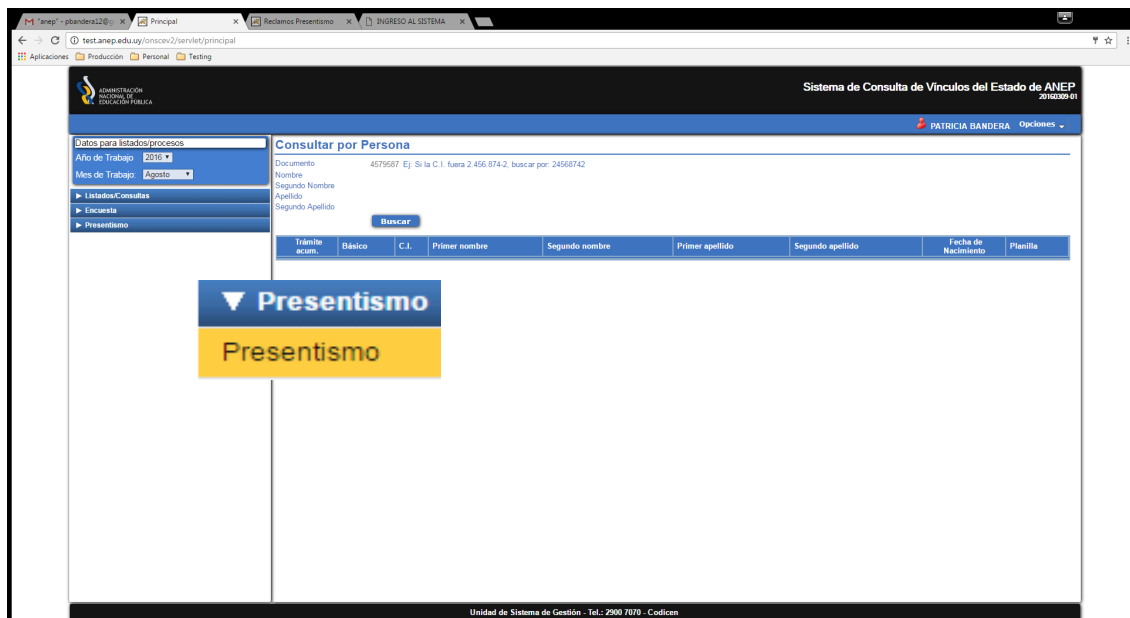 "anep" - pbandera12@
Principal
Reclamos Presentismo
INGRESO AL SISTEMA
test.anep.edu.uy/onscev2/servlet/principal
Aplicaciones Producción Personal Testing
ADMINISTRACIÓN
NACIONAL DE
EDUCACIÓN PÚBLICA
Sistema de Consulta de Vínculos del Estado de ANEP
20160309-01
PATRICIA BANDERA Opciones
Datos para listados/procesos
Año de Trabajo 2016
Mes de Trabajo: Agosto
Listados/Consultas
Encuesta
Presentismo
Consultar por Persona
Documento 4579587 Ej: Si la C.I. fuera 2.456.874-2, buscar por: 24568742
Nombre
Segundo Nombre
Apellido
Segundo Apellido
Buscar
Trámite acum. Básico C.I. Primer nombre Segundo nombre Primer apellido Segundo apellido Fecha de Nacimiento Planilla
Presentismo
Presentismo
Unidad de Sistema de Gestión - Tel.: 2900 7070 - Codicen